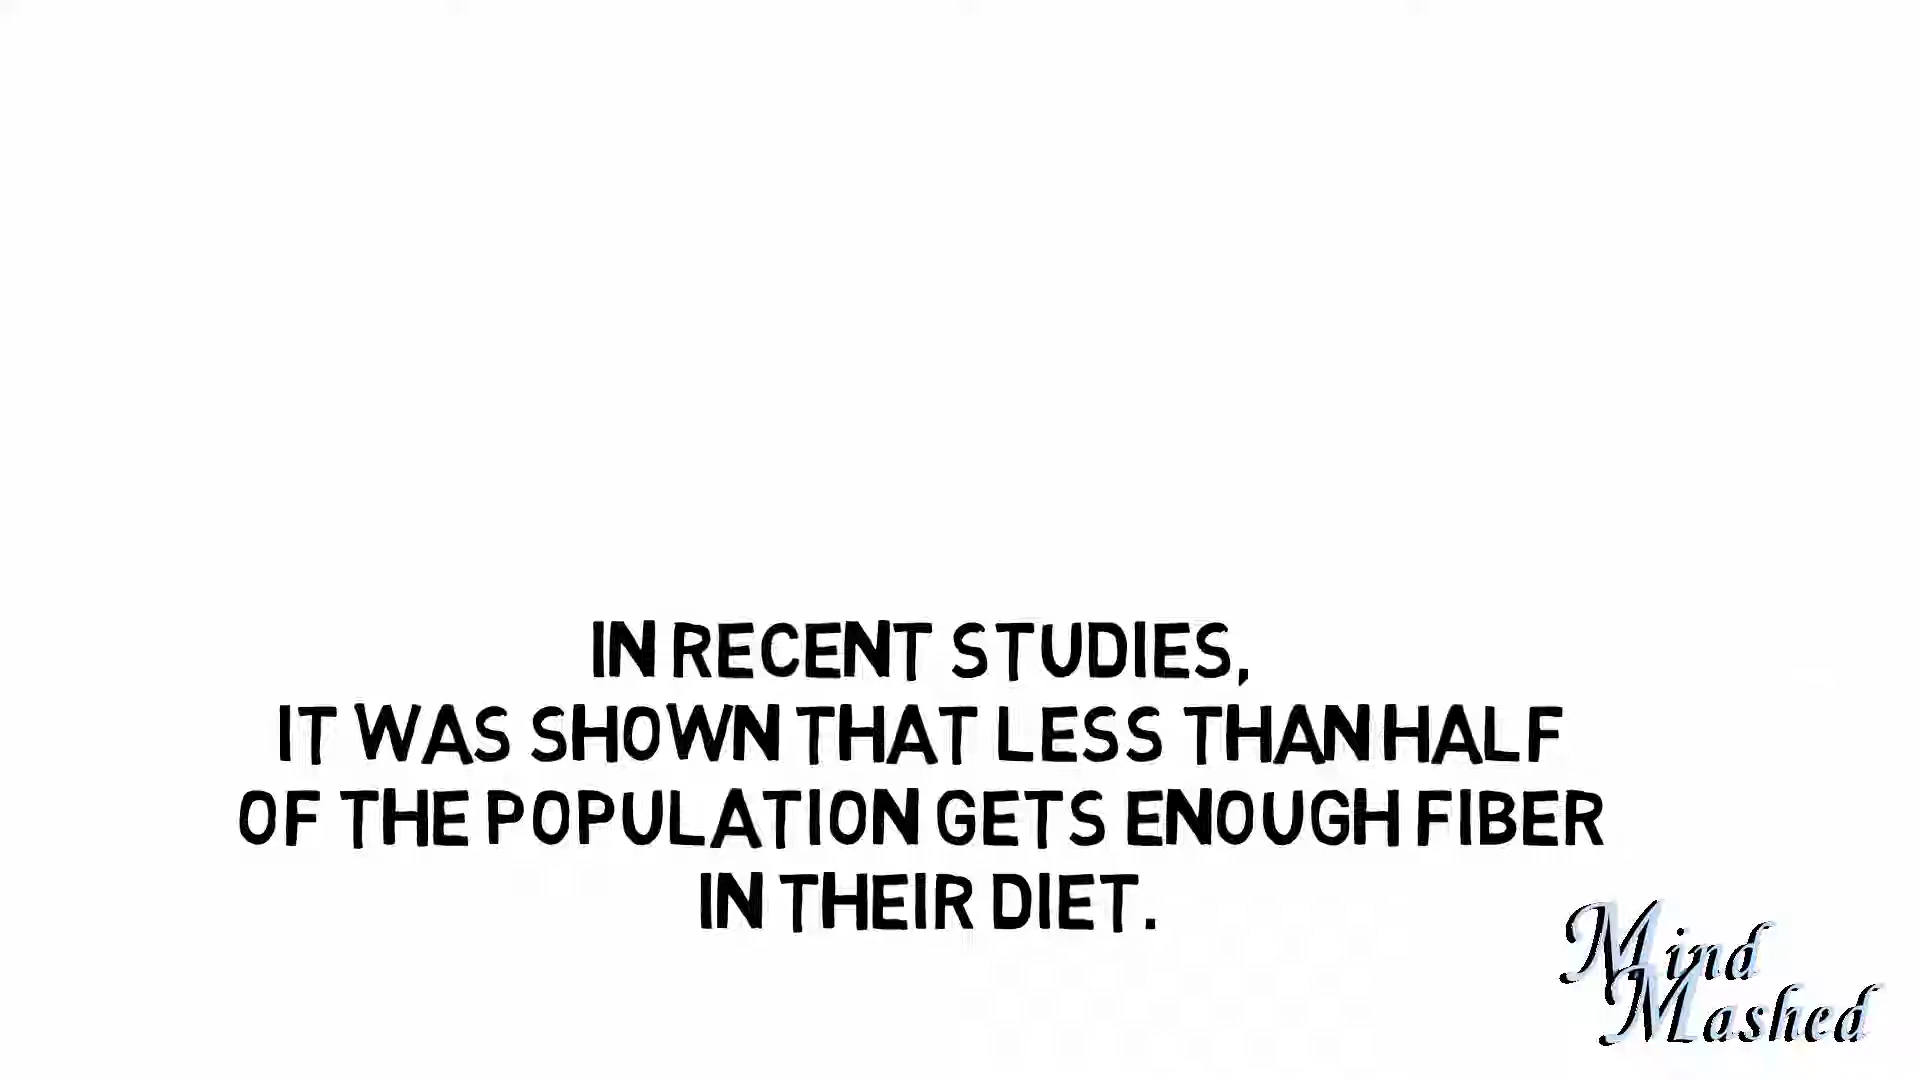 IN RECENT STUDIES,
IT WAS SHOWN THAT LESS THAN HALF
OF THE POPULATION GETS ENOUGH FIBER
IN THEIR DIET.
Mind
Mashed